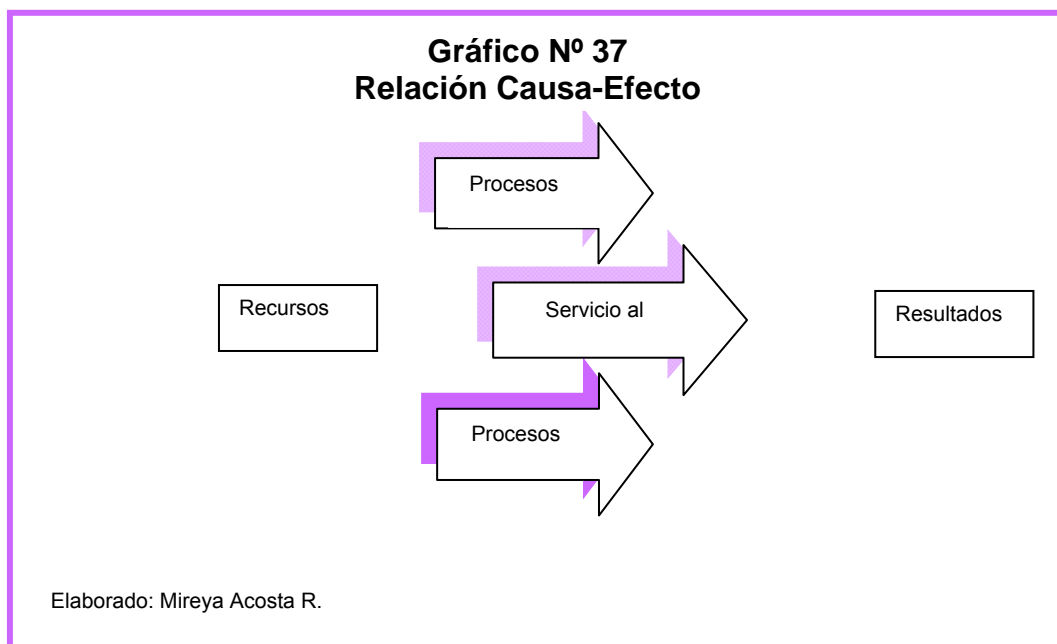 Gráfico Nº 37
Relación Causa-Efecto
Procesos
Recursos
Servicio al
Resultados
Procesos
Elaborado: Mireya Acosta R.